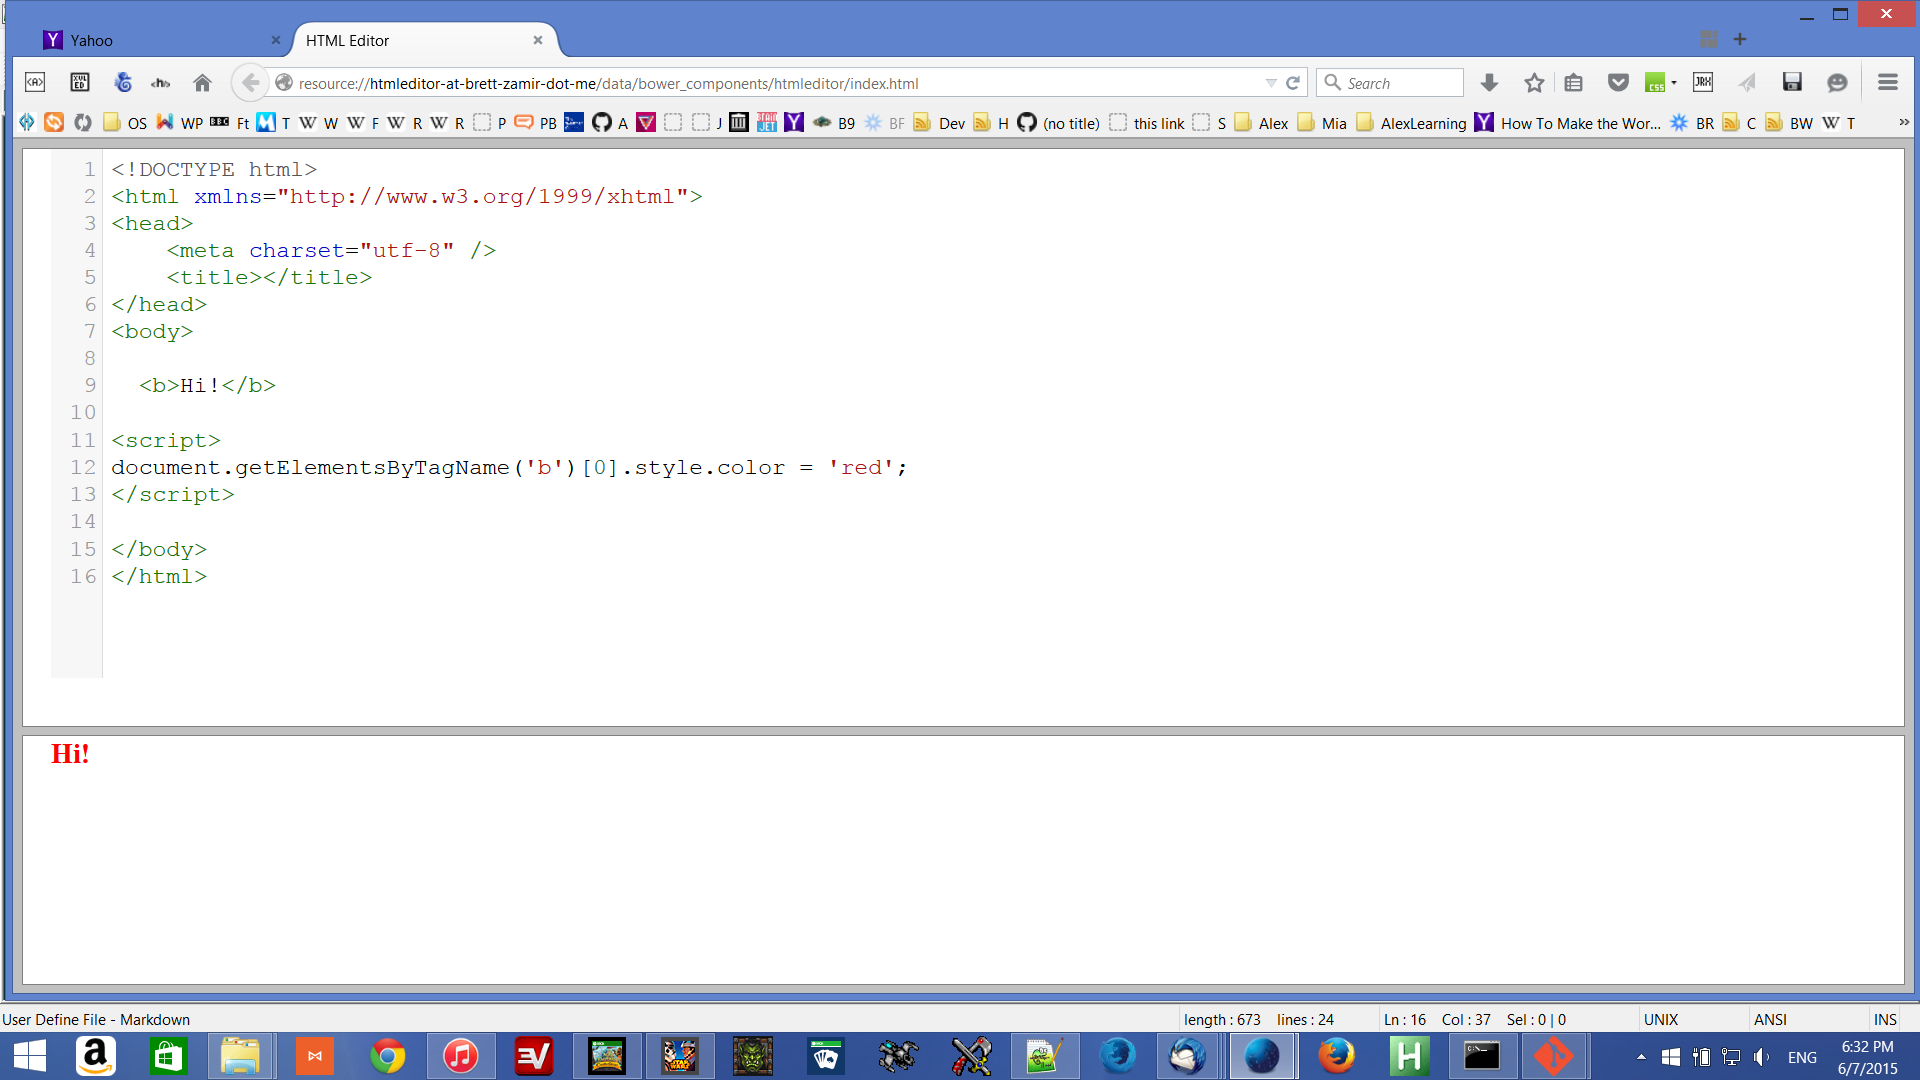 Yahoo
HTML Editor
resource://htmleditor-at-brett-zamir-dot-me/data/bower_components/htmleditor/index.html
Search
OS WP BBC Ft T W F R R P PB A J B9 BF Dev H (no title) this link S Alex Mia AlexLearning How To Make the Wor... BR C BW T
1 <!DOCTYPE html>
2 <html xmlns="http://www.w3.org/1999/xhtml">
3 <head>
4     <meta charset="utf-8" />
5     <title></title>
6 </head>
7 <body>
8
9   <b>Hi!</b>
10
11 <script>
12 document.getElementsByTagName('b')[0].style.color = 'red';
13 </script>
14
15 </body>
16 </html>
Hi!
User Define File - Markdown
length : 673 lines : 24
Ln : 16 Col : 37 Sel : 0 | 0
UNIX
ANSI
INS
ENG
6:32 PM
6/7/2015